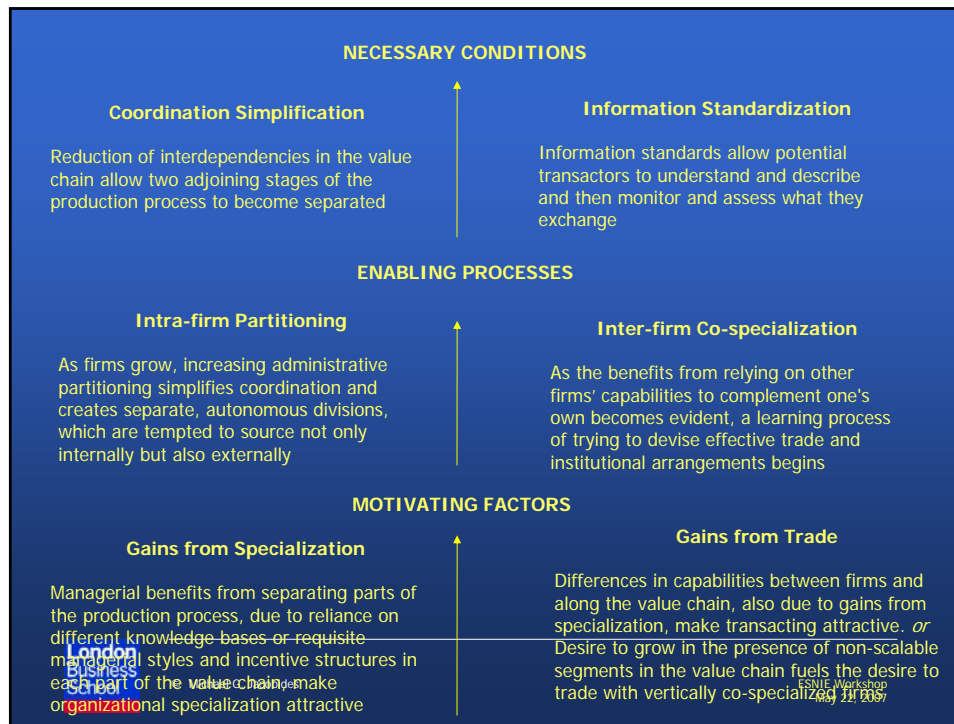 NECESSARY CONDITIONS
Coordination Simplification
Reduction of interdependencies in the value
chain allow two adjoining stages of the
production process to become separated
Information Standardization
Information standards allow potential
transactors to understand and describe
and then monitor and assess what they
exchange
ENABLING PROCESSES
Intra-firm Partitioning
As firms grow, increasing administrative
partitioning simplifies coordination and
creates separate, autonomous divisions,
which are tempted to source not only
internally but also externally
Inter-firm Co-specialization
As the benefits from relying on other
firms' capabilities to complement one's
own becomes evident, a learning process
of trying to devise effective trade and
institutional arrangements begins
MOTIVATING FACTORS
Gains from Specialization
Managerial benefits from separating parts of
the production process, due to reliance on
different knowledge bases or requisite
managerial styles and incentive structures in
each part of the value chain make
organizational specialization attractive
Gains from Trade
Differences in capabilities between firms and
along the value chain, also due to gains from
specialization, make transacting attractive. or
Desire to grow in the presence of non-scalable
segments in the value chain fuels the desire to
trade with vertically co-specialized firms
London
Business
School
© Michael G. Jacobides
ESNIE Workshop
May 22, 2007